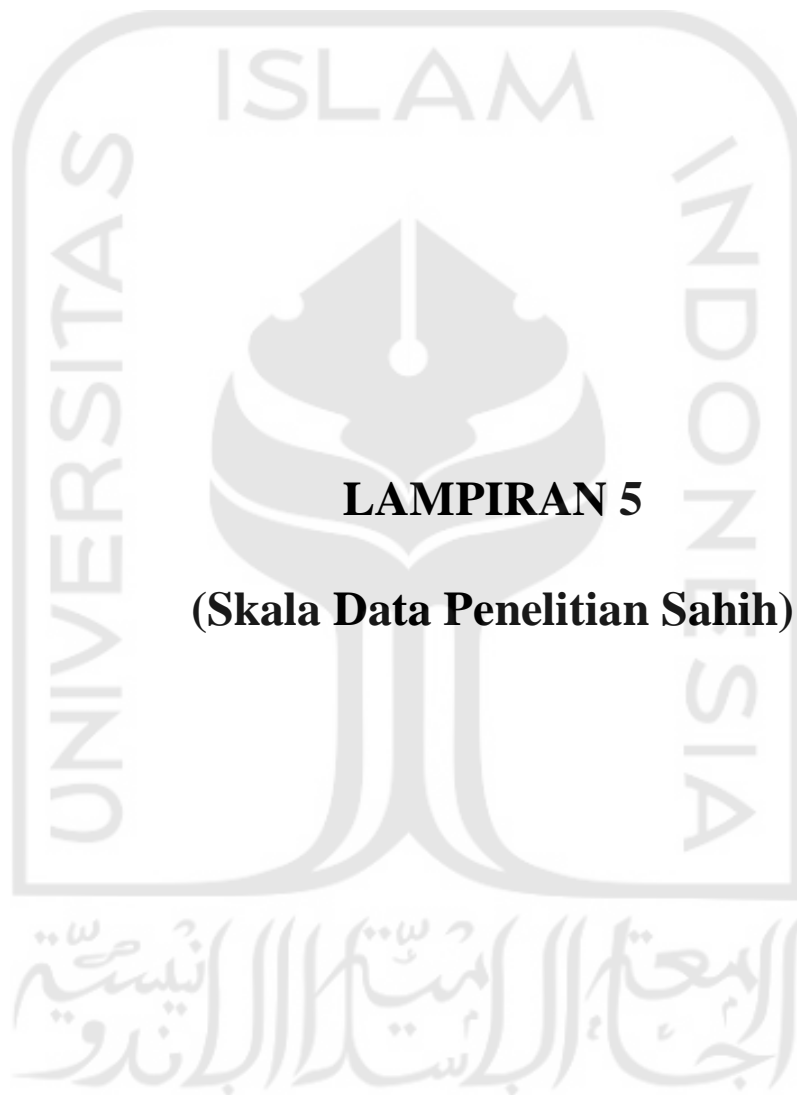 ISLAM
UNIVERSITAS
INDONESIA
LAMPIRAN 5
(Skala Data Penelitian Sahih)